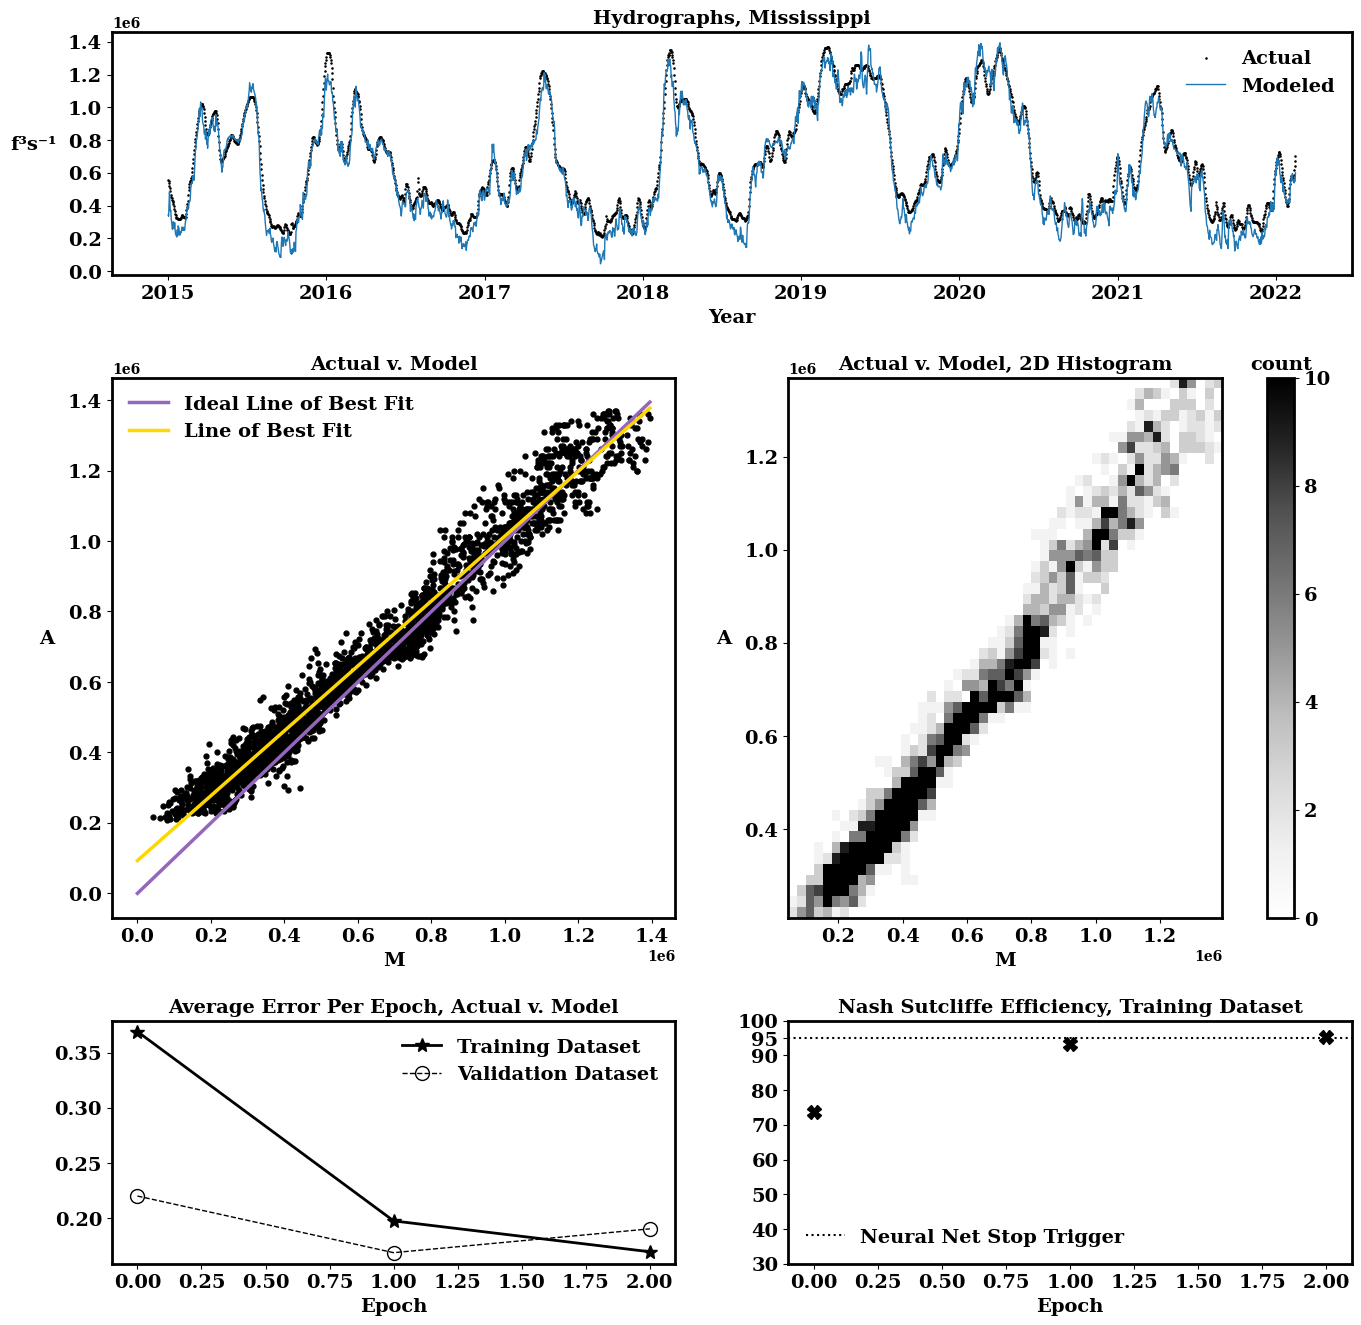 Hydrographs, Mississippi
1e6
1.4
1.2
1.0
0.8
0.6
0.4
0.2
0.0
f³s⁻¹
Actual
Modeled
2015 2016 2017 2018 2019 2020 2021 2022
Year
Actual v. Model
1e6
1.4
1.2
1.0
0.8
0.6
0.4
0.2
0.0
A
Ideal Line of Best Fit
Line of Best Fit
0.0 0.2 0.4 0.6 0.8 1.0 1.2 1.4
M
1e6
Actual v. Model, 2D Histogram
1e6
1.2
1.0
0.8
0.6
0.4
A
0.2 0.4 0.6 0.8 1.0 1.2
M
1e6
count
10
8
6
4
2
0
Average Error Per Epoch, Actual v. Model
0.35
0.30
0.25
0.20
Training Dataset
Validation Dataset
0.00 0.25 0.50 0.75 1.00 1.25 1.50 1.75 2.00
Epoch
Nash Sutcliffe Efficiency, Training Dataset
100
95
90
80
70
60
50
40
30
Neural Net Stop Trigger
0.00 0.25 0.50 0.75 1.00 1.25 1.50 1.75 2.00
Epoch